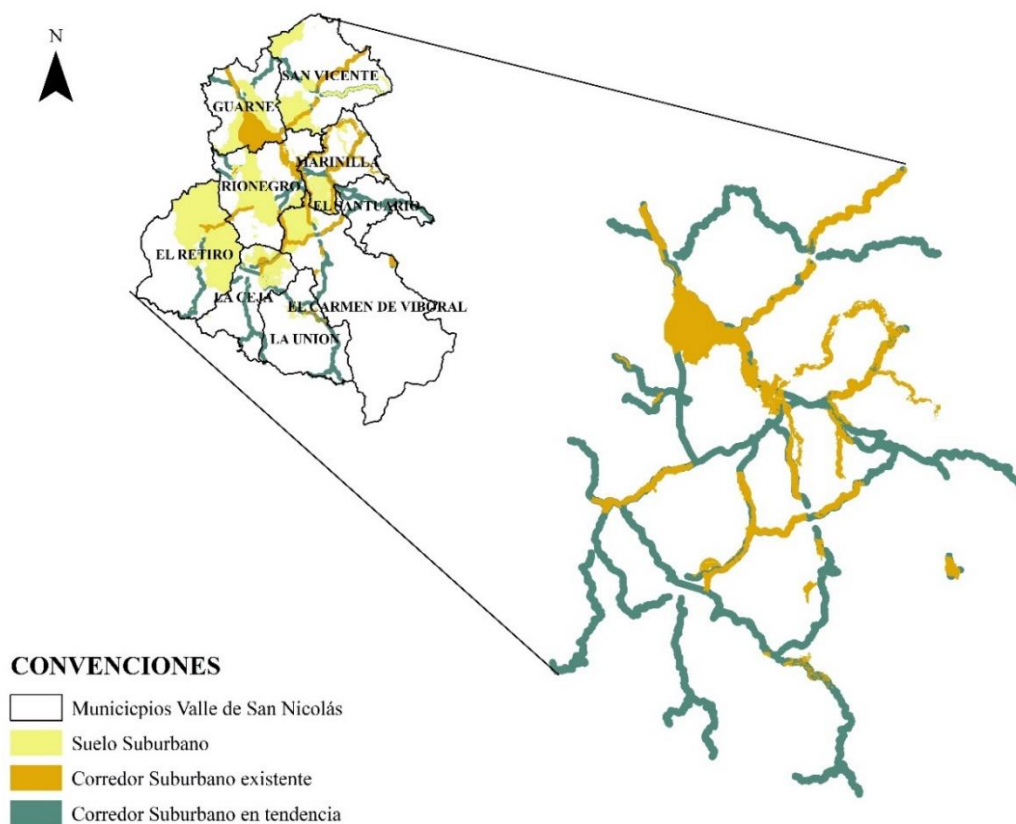 N
SAN VICENTE
GUARNE
MARINILLA
RIONEGRO
EL SANTUARIO
EL RETIRO
LA CEJA
EL CARMEN DE VIBORAL
LA UNION
CONVENCIONES
Municicpios Valle de San Nicolás
Suelo Suburbano
Corredor Suburbano existente
Corredor Suburbano en tendencia